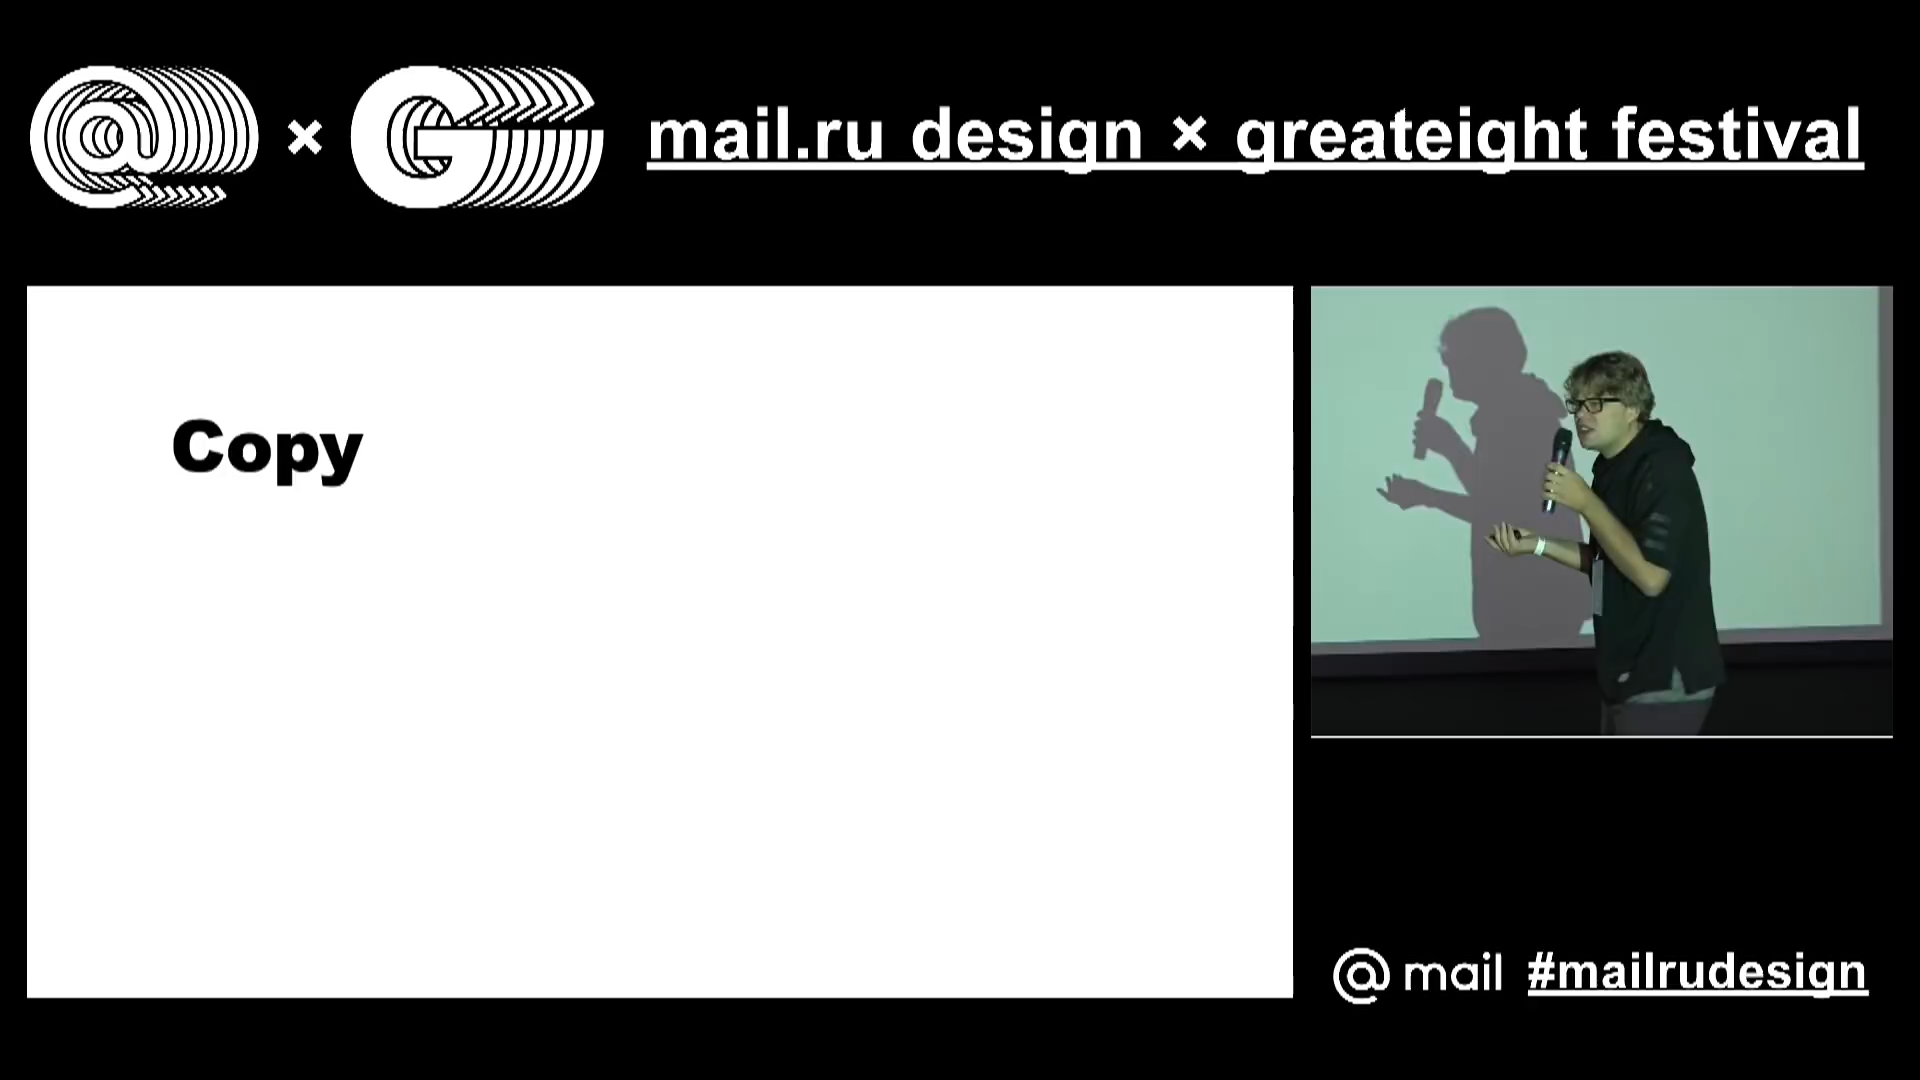 @ × G mail.ru design × greateight festival
Copy
@ mail #mailrudesign